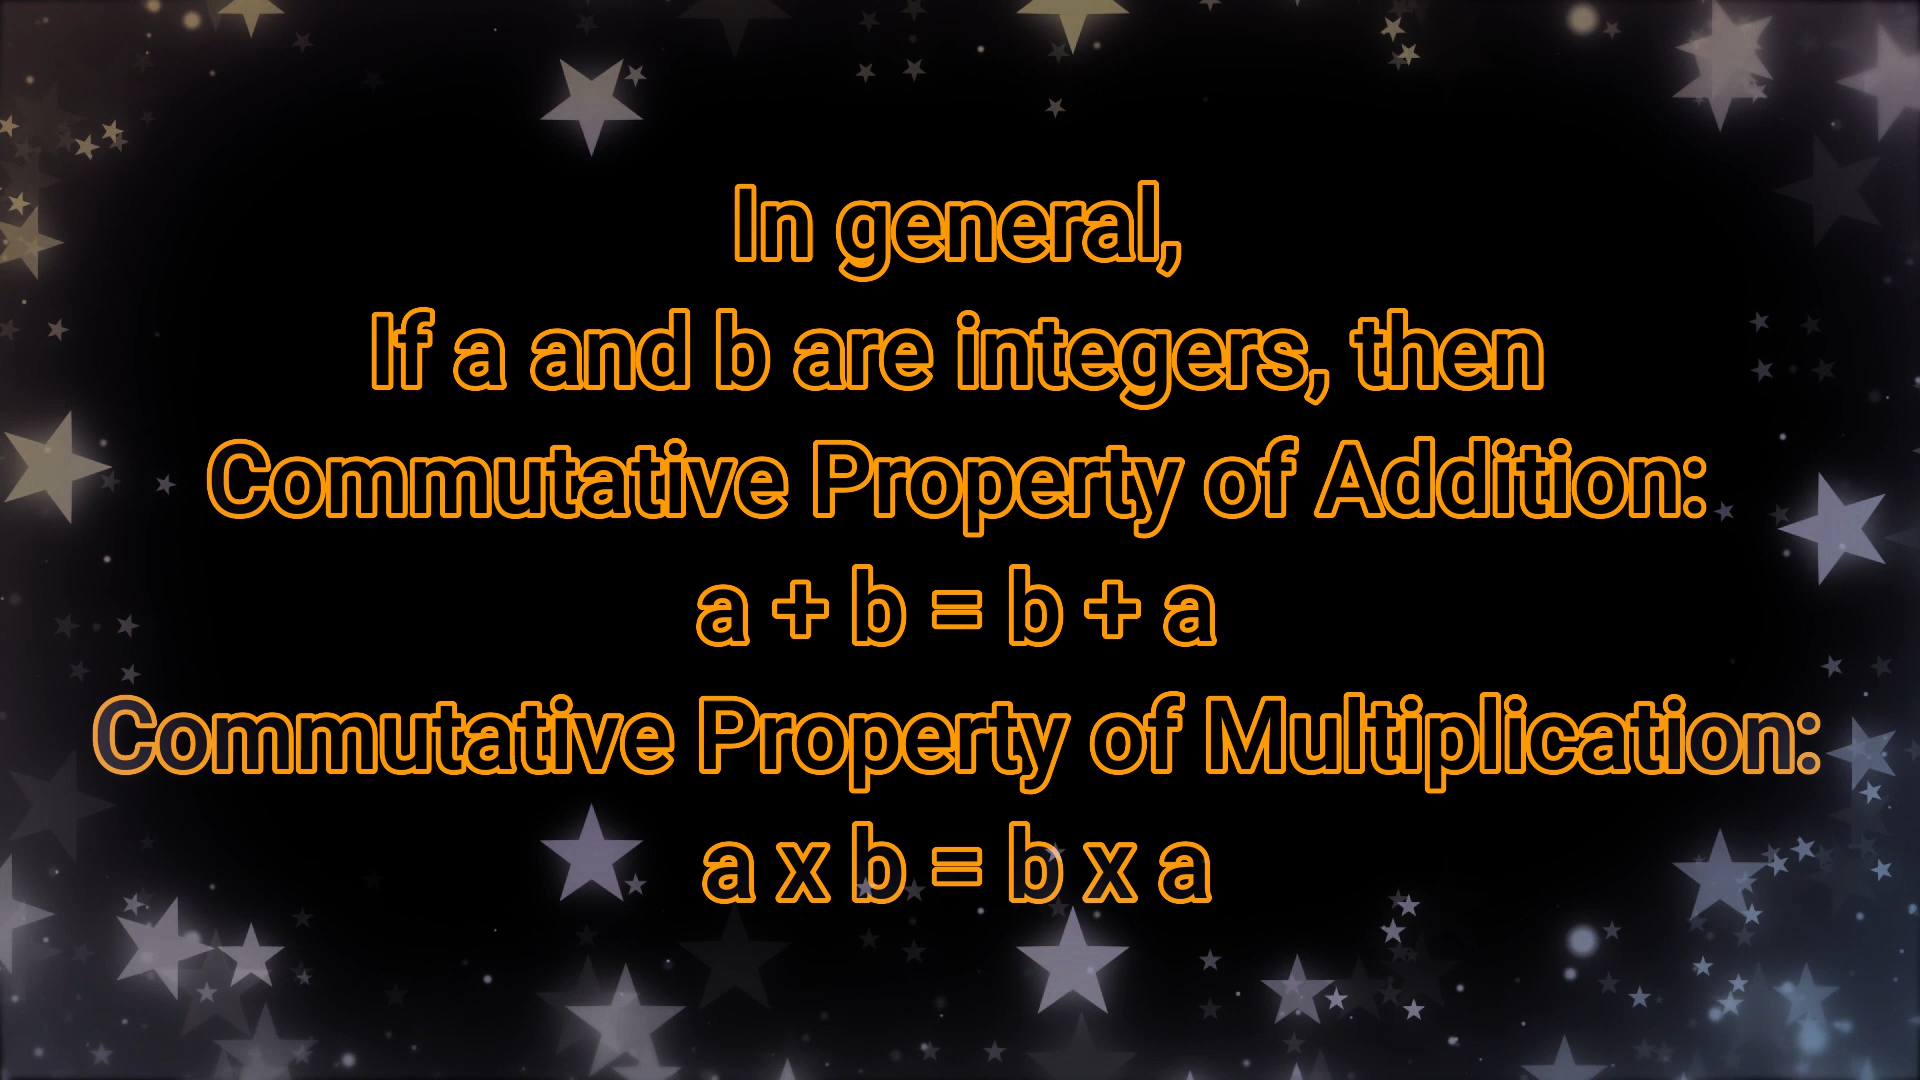 In general,
If a and b are integers, then
Commutative Property of Addition:
a + b = b + a
Commutative Property of Multiplication:
a x b = b x a